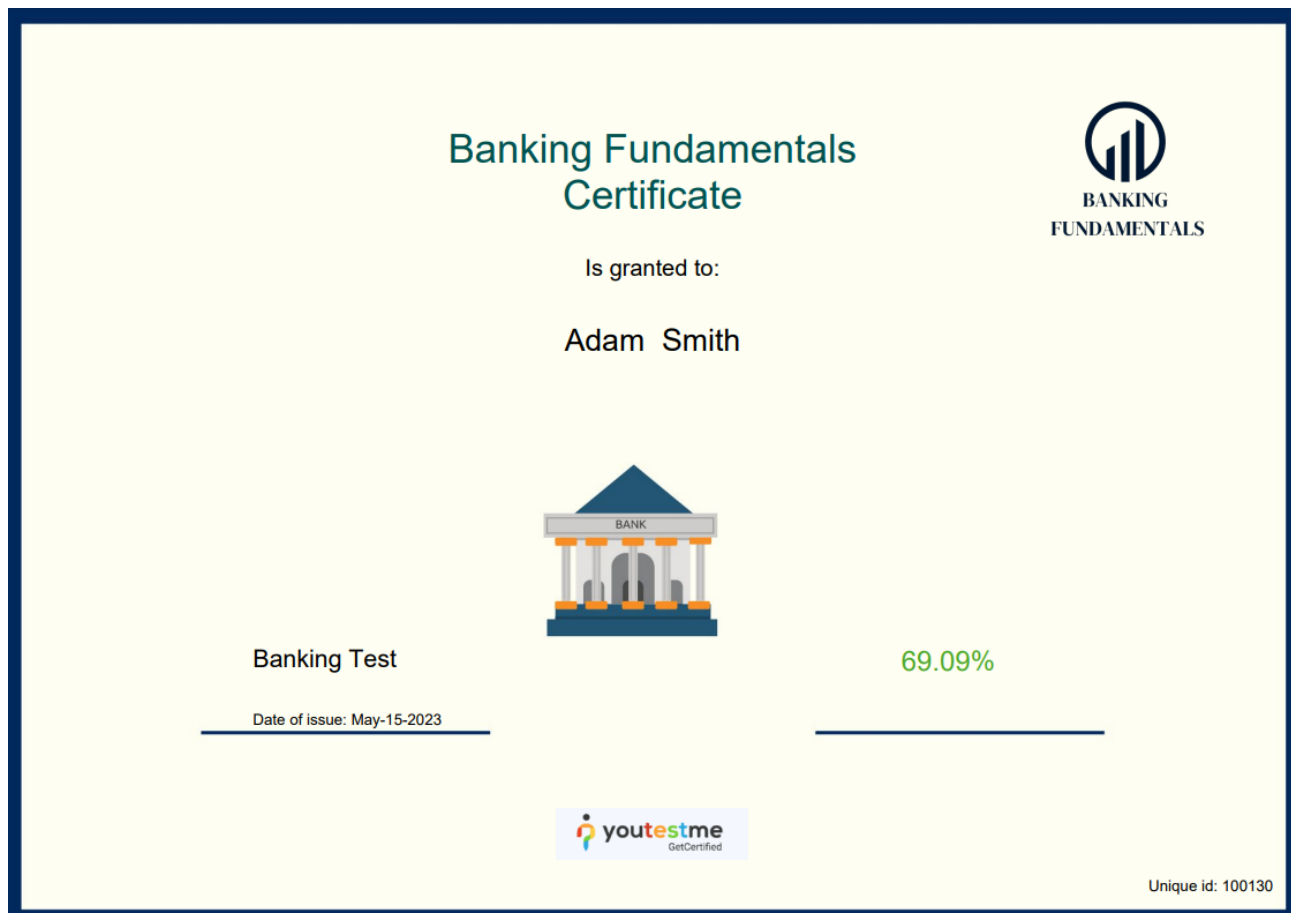 Banking Fundamentals
Certificate
BANKING
FUNDAMENTALS
Is granted to:
Adam Smith
BANK
Banking Test
69.09%
Date of issue: May-15-2023
youtestme
GetCertified
Unique id: 100130